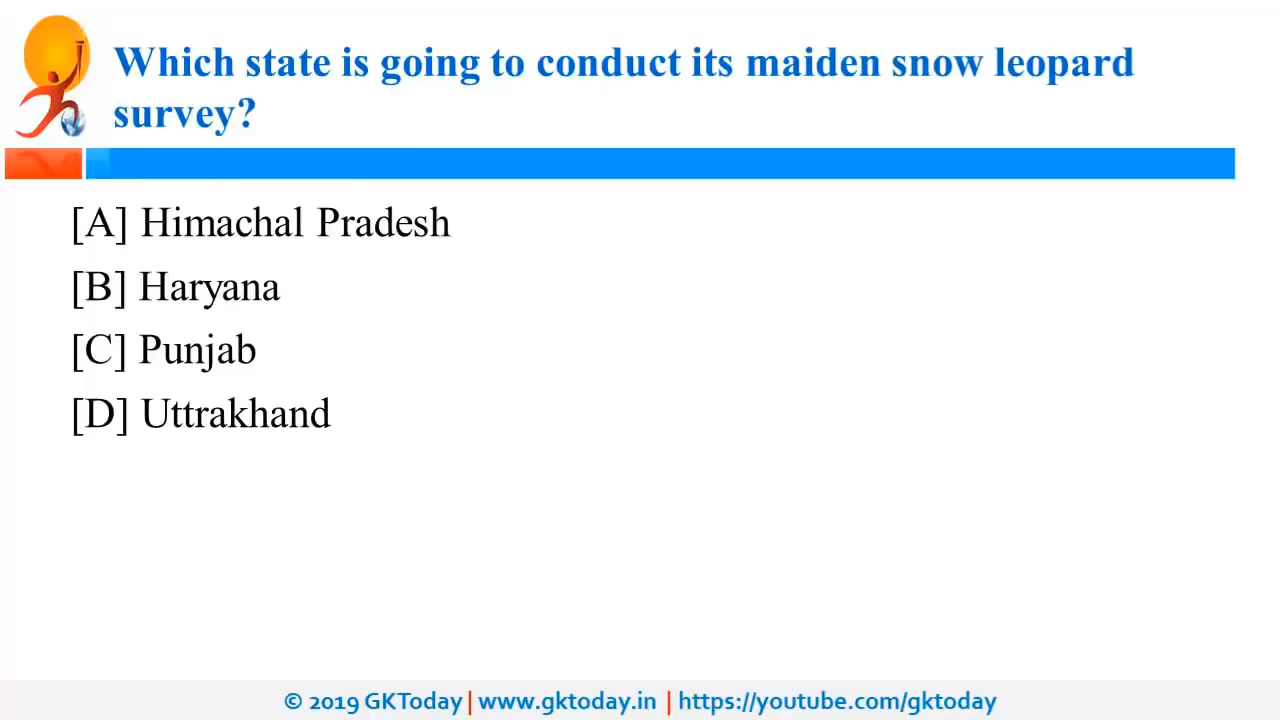 Which state is going to conduct its maiden snow leopard
survey?
[A] Himachal Pradesh
[B] Haryana
[C] Punjab
[D] Uttrakhand
© 2019 GKToday | www.gktoday.in | https://youtube.com/gktoday